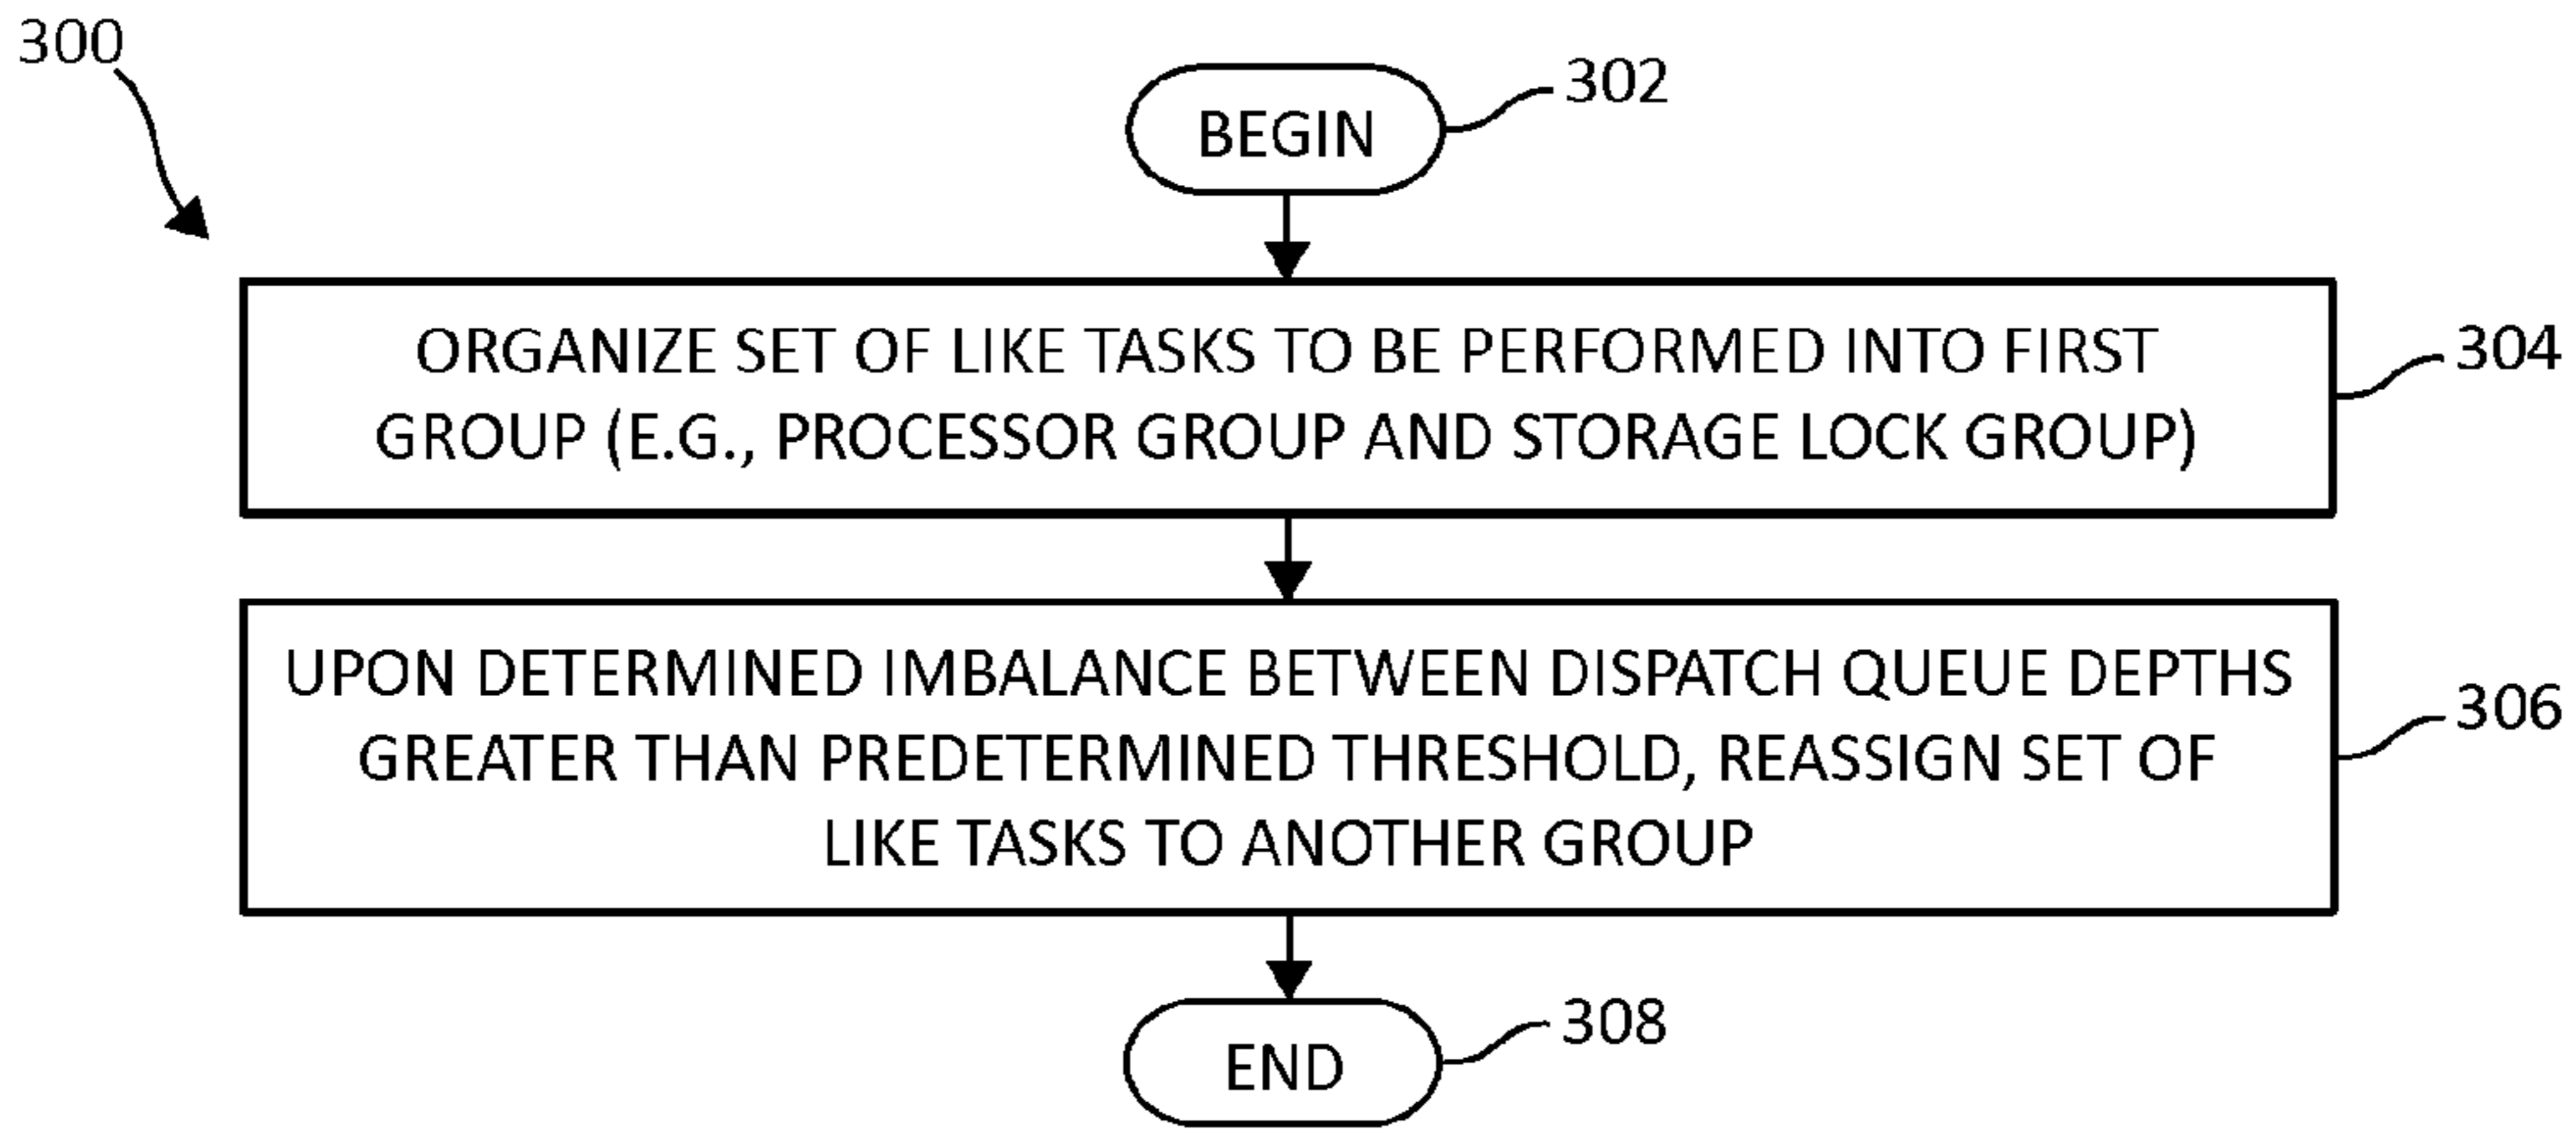 300
BEGIN
302
ORGANIZE SET OF LIKE TASKS TO BE PERFORMED INTO FIRST
GROUP (E.G., PROCESSOR GROUP AND STORAGE LOCK GROUP)
304
UPON DETERMINED IMBALANCE BETWEEN DISPATCH QUEUE DEPTHS
GREATER THAN PREDETERMINED THRESHOLD, REASSIGN SET OF
LIKE TASKS TO ANOTHER GROUP
306
END
308